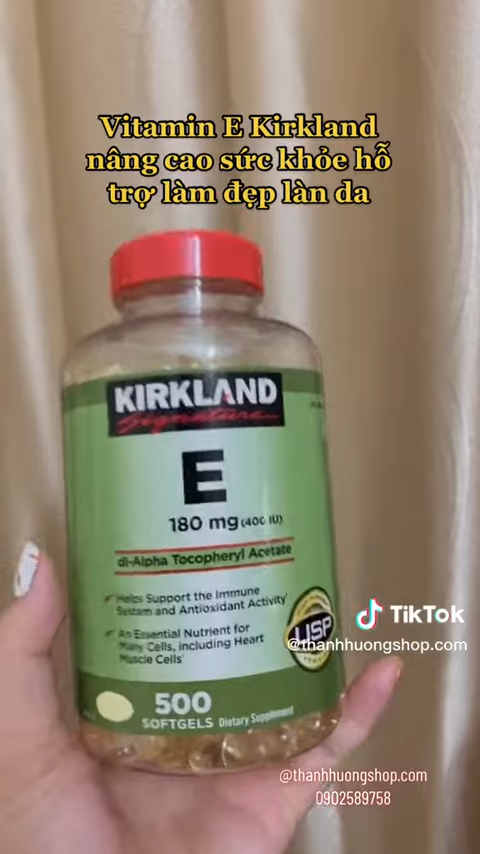 Vitamin E Kirkland
nâng cao sức khỏe hỗ
trợ làm đẹp làn da
KIRKLAND
Signature
E
180 mg (400 IU)
dl-Alpha Tocopheryl Acetate
Helps Support the Immune
System and Antioxidant Activity
An Essential Nutrient for
Many Cells, including Heart
Muscle Cells
USP
500
SOFTGELS Dietary Supplement
TikTok
@thanhhuongshop.com
@thanhhuongshop.com
0902589758